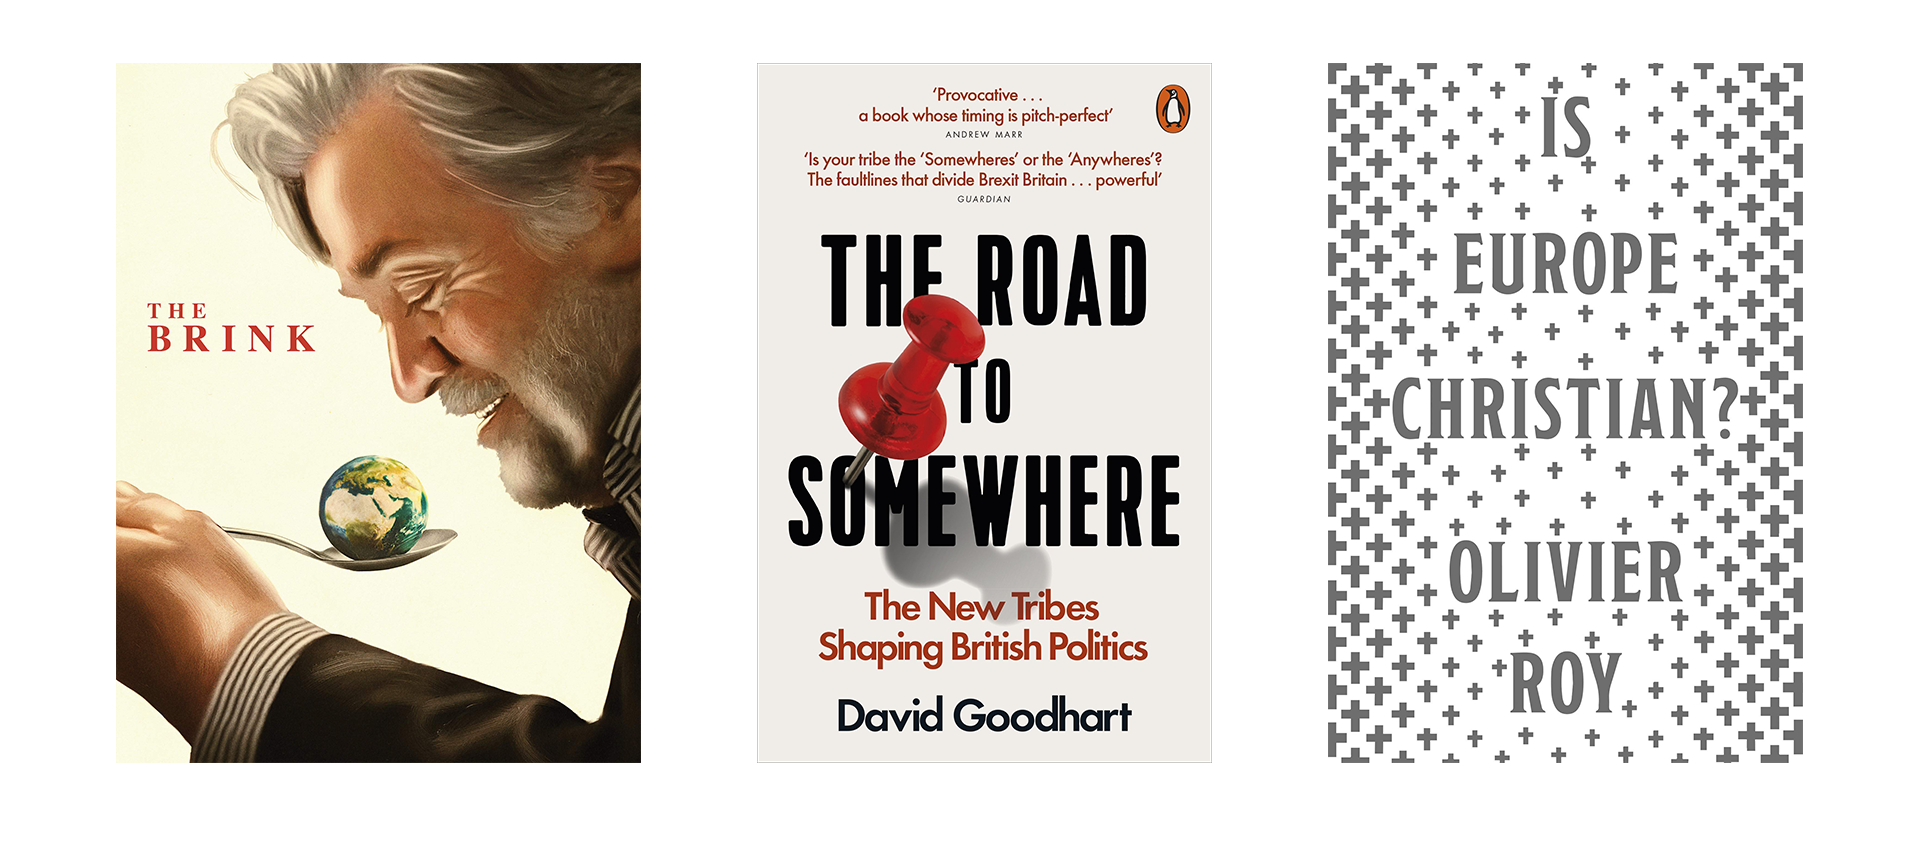 THE
BRINK
‘Provocative . . .
a book whose timing is pitch-perfect’
ANDREW MARR
‘Is your tribe the ‘Somewheres’ or the ‘Anywheres’?
The faultlines that divide Brexit Britain . . . powerful’
GUARDIAN
THE ROAD
TO
SOMEWHERE
The New Tribes
Shaping British Politics
David Goodhart
IS
EUROPE
CHRISTIAN?
OLIVIER
ROY